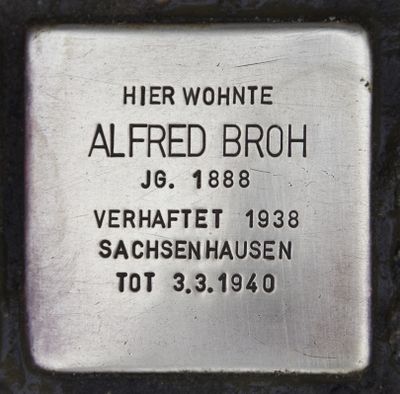 HIER WOHNTE
ALFRED BROH
JG. 1888
VERHAFTET 1938
SACHSENHAUSEN
TOT 3.3.1940